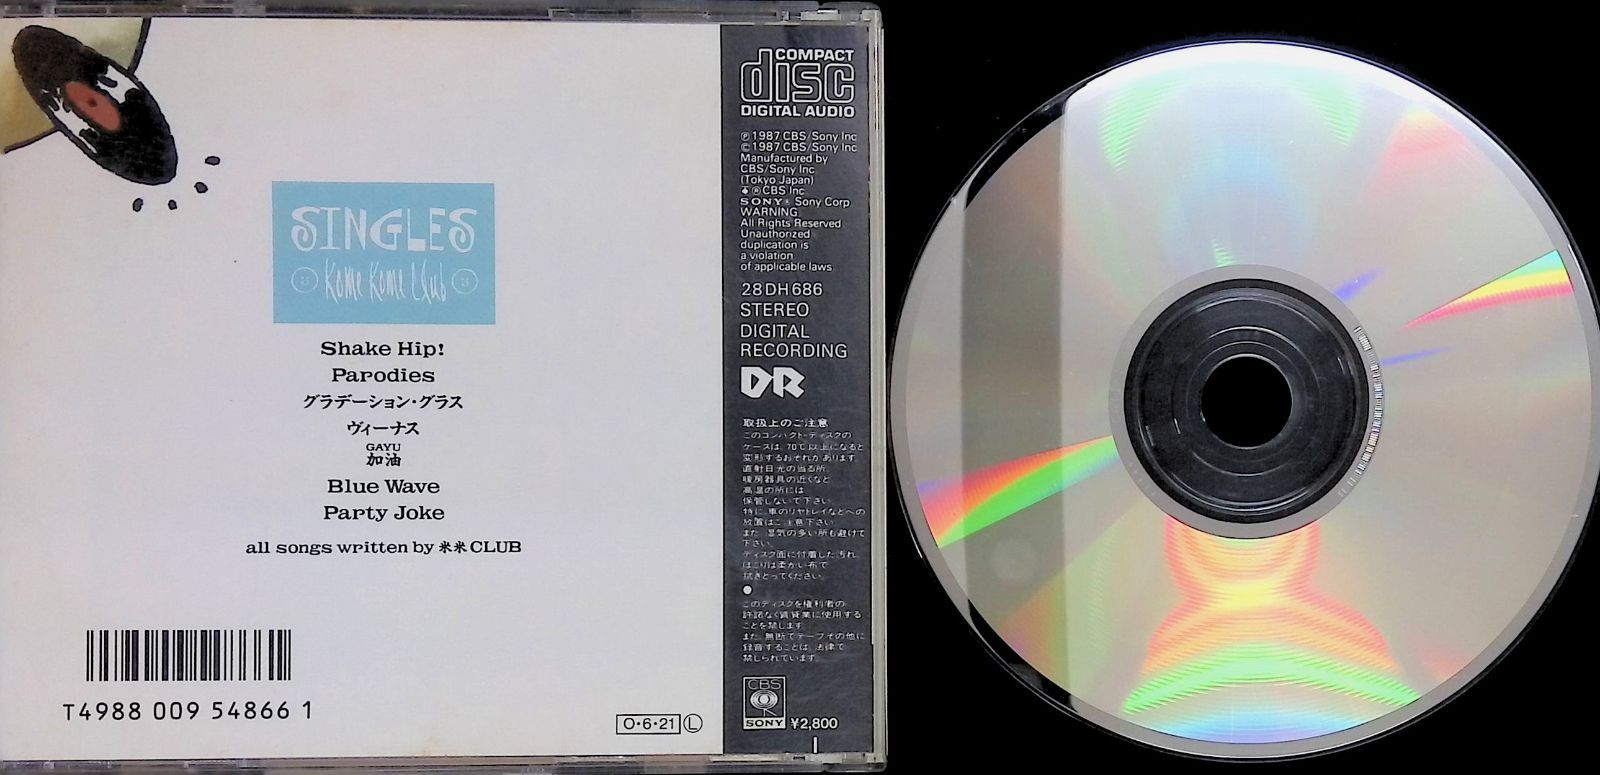 SINGLES
Kome Kome Club
Shake Hip!
Parodies
グラデーション・グラス
ヴィーナス
GAYU
加油
Blue Wave
Party Joke
all songs written by 米米CLUB
T4988 009 54866 1
O・6・21 L
COMPACT
disc
DIGITAL AUDIO
Ⓟ1987 CBS/Sony Inc
©1987 CBS/Sony Inc
Manufactured by
CBS/Sony Inc
(Tokyo Japan)
®CBS Inc
SONY® Sony Corp
WARNING
All Rights Reserved
Unauthorized
duplication is
a violation
of applicable laws
28DH686
STEREO
DIGITAL
RECORDING
DR
取扱上のご注意
このコンパクト・ディスクの
ケースは、70℃以上になると
変形するおそれがあります。
直射日光の当る所、
暖房器具の近くなど
高温の所には
保管しないで下さい。
特に、車のリヤトレイなどへの
放置はご注意下さい。
また、湿気の多い所も避けて
下さい。
ディスク面に付着した汚れ、
ほこりは柔かい布で
拭きとってください。
●
このディスクを権利者の
許諾なく賃貸業に使用する
ことを禁じます。
また、無断でテープその他に
録音することは、法律で
禁じられています。
CBS
SONY ¥2,800